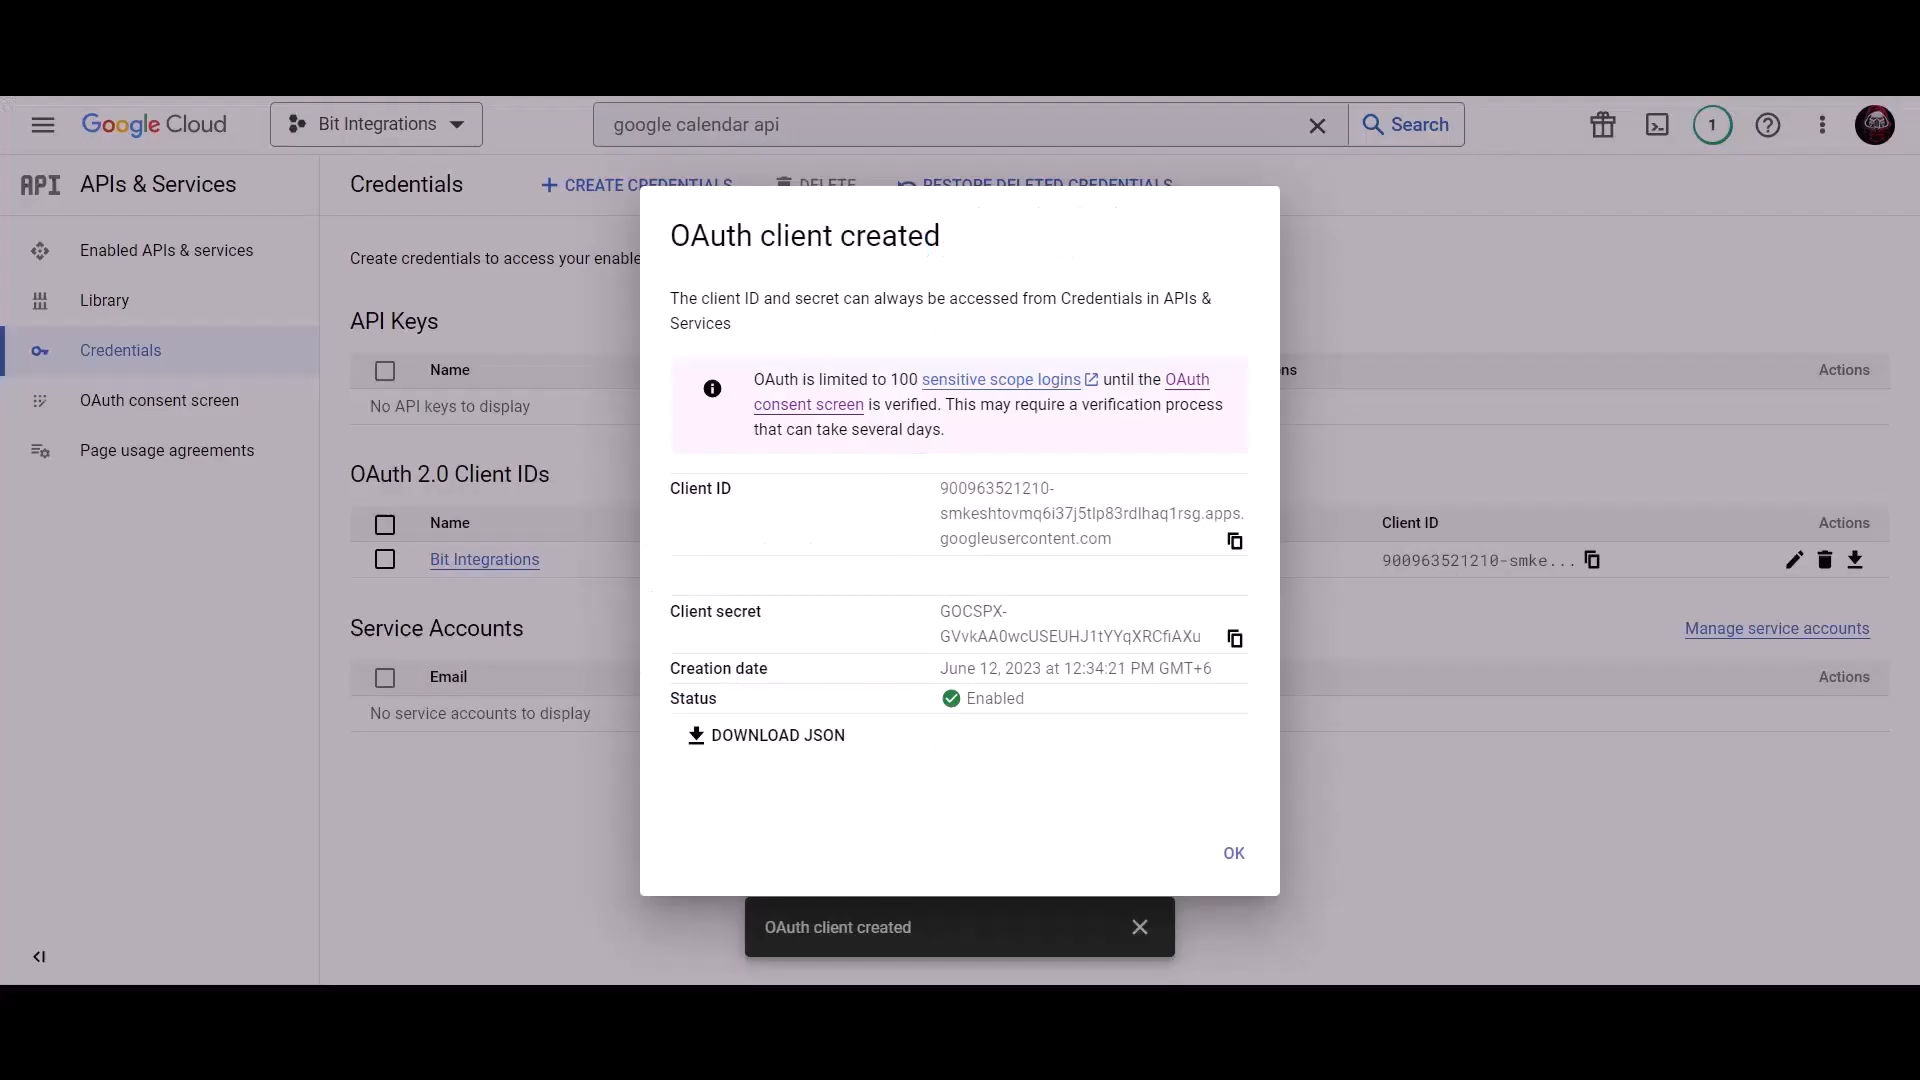 Google Cloud
Bit Integrations
google calendar api
Search
1
API
APIs & Services
Credentials
CREATE CREDENTIALS
DELETE
RESTORE DELETED CREDENTIALS
Enabled APIs & services
Library
Credentials
OAuth consent screen
Page usage agreements
Create credentials to access your enable
API Keys
Name
ns
Actions
No API keys to display
OAuth 2.0 Client IDs
Name
Client ID
Actions
Bit Integrations
900963521210-smke...
Service Accounts
Manage service accounts
Email
Actions
No service accounts to display
OAuth client created
The client ID and secret can always be accessed from Credentials in APIs &
Services
OAuth is limited to 100 sensitive scope logins until the OAuth
consent screen is verified. This may require a verification process
that can take several days.
Client ID
900963521210-
smkeshtovmq6i37j5tlp83rdlhaq1rsg.apps.
googleusercontent.com
Client secret
GOCSPX-
GVvkAA0wcUSEUHJ1tYYqXRCfiAXu
Creation date
June 12, 2023 at 12:34:21 PM GMT+6
Status
Enabled
DOWNLOAD JSON
OK
OAuth client created